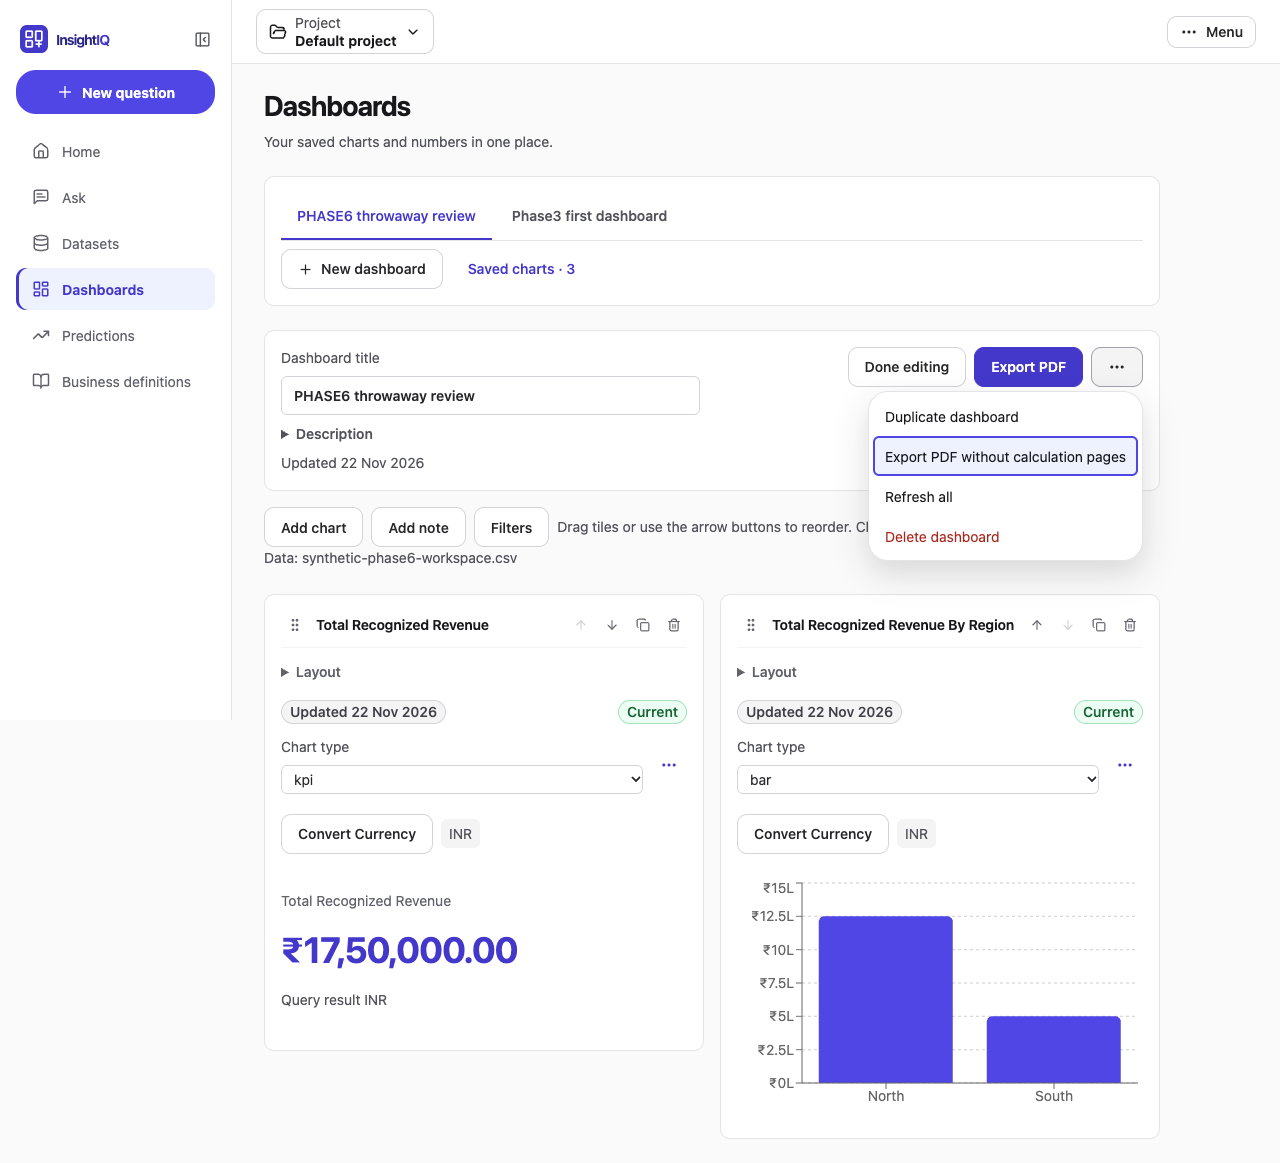 InsightIQ
Project
Default project
Menu
New question
Home
Ask
Datasets
Dashboards
Predictions
Business definitions
Dashboards
Your saved charts and numbers in one place.
PHASE6 throwaway review
Phase3 first dashboard
New dashboard
Saved charts · 3
Dashboard title
PHASE6 throwaway review
Description
Updated 22 Nov 2026
Done editing
Export PDF
Duplicate dashboard
Export PDF without calculation pages
Refresh all
Delete dashboard
Add chart
Add note
Filters
Drag tiles or use the arrow buttons to reorder.
Data: synthetic-phase6-workspace.csv
Total Recognized Revenue
Layout
Updated 22 Nov 2026
Current
Chart type
kpi
Convert Currency
INR
Total Recognized Revenue
₹17,50,000.00
Query result INR
Total Recognized Revenue By Region
Layout
Updated 22 Nov 2026
Current
Chart type
bar
Convert Currency
INR
₹15L
₹12.5L
₹10L
₹7.5L
₹5L
₹2.5L
₹0L
North
South